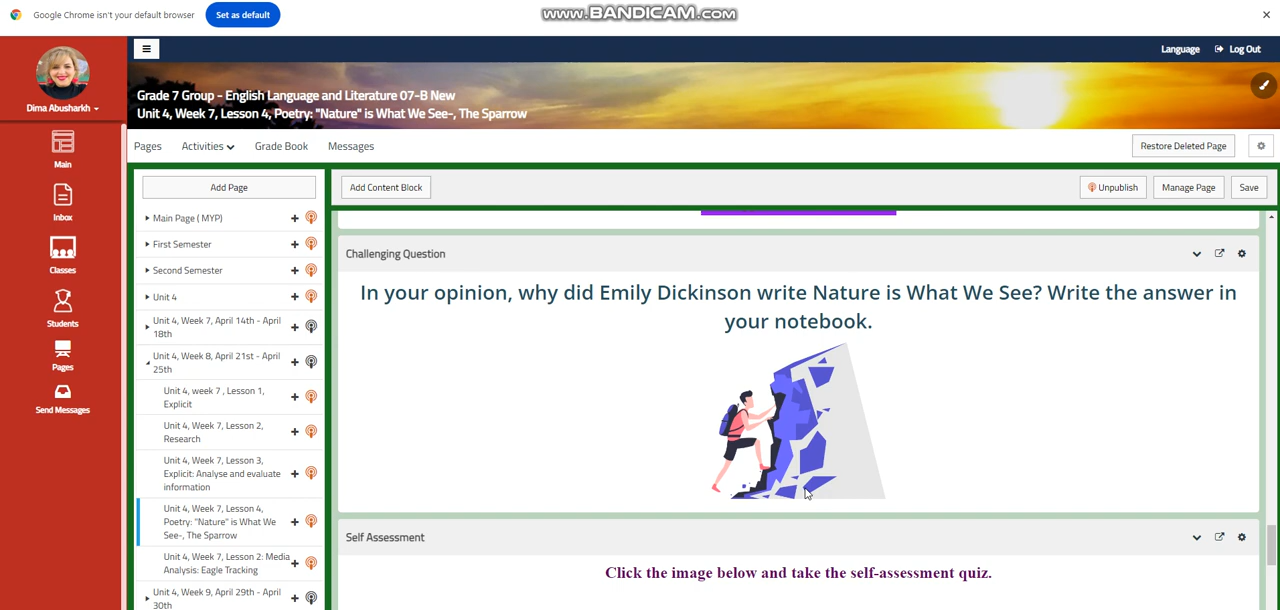 Google Chrome isn't your default browser
Set as default
www.BANDICAM.com
Language
Log Out
Dima Abusharkh
Grade 7 Group - English Language and Literature 07-B New
Unit 4, Week 7, Lesson 4, Poetry: "Nature" is What We See-, The Sparrow
Pages
Activities
Grade Book
Messages
Restore Deleted Page
Main
Inbox
Classes
Students
Pages
Send Messages
Add Page
Main Page ( MYP)
First Semester
Second Semester
Unit 4
Unit 4, Week 7, April 14th - April
18th
Unit 4, Week 8, April 21st - April
25th
Unit 4, week 7 , Lesson 1,
Explicit
Unit 4, Week 7, Lesson 2,
Research
Unit 4, Week 7, Lesson 3,
Explicit: Analyse and evaluate
information
Unit 4, Week 7, Lesson 4,
Poetry: "Nature" is What We
See-, The Sparrow
Unit 4, Week 7, Lesson 2: Media
Analysis: Eagle Tracking
Unit 4, Week 9, April 29th - April
30th
Add Content Block
Unpublish
Manage Page
Save
Challenging Question
In your opinion, why did Emily Dickinson write Nature is What We See? Write the answer in
your notebook.
Self Assessment
Click the image below and take the self-assessment quiz.